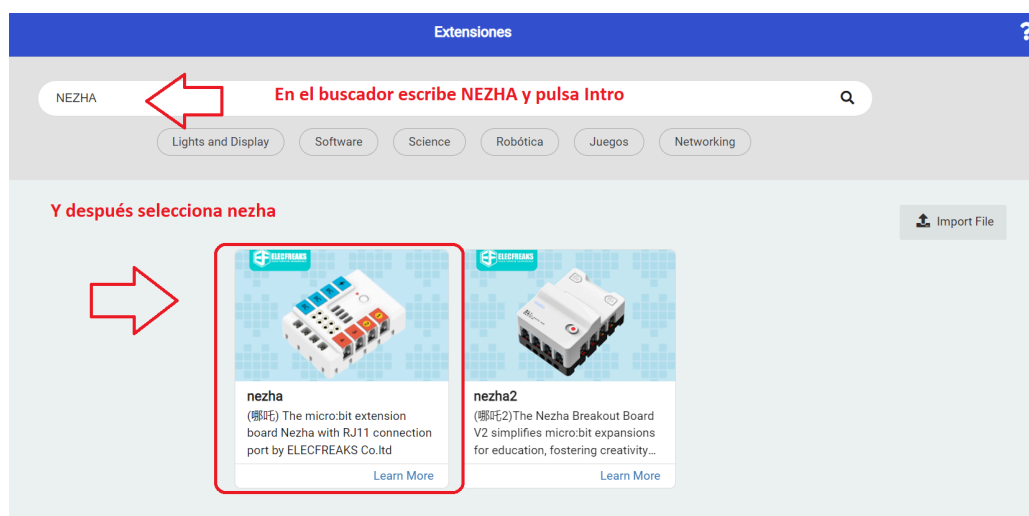 Extensiones
?
NEZHA
En el buscador escribe NEZHA y pulsa Intro
Lights and Display
Software
Science
Robótica
Juegos
Networking
Y después selecciona nezha
Import File
EF ELECFREAKS
EF ELECFREAKS
nezha
(哪吒) The micro:bit extension
board Nezha with RJ11 connection
port by ELECFREAKS Co.ltd
Learn More
nezha2
(哪吒2)The Nezha Breakout Board
V2 simplifies micro:bit expansions
for education, fostering creativity…
Learn More